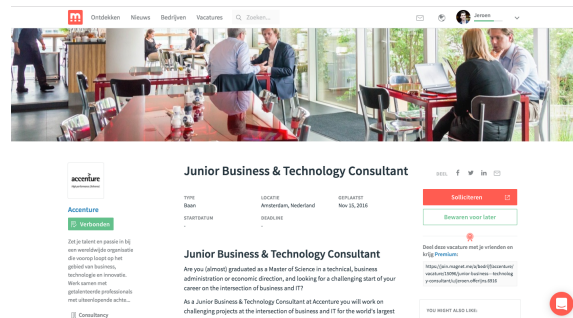 m Ontdekken Nieuws Bedrijven Vacatures Zoeken... Jeroen
Junior Business & Technology Consultant
DEEL
accenture
High performance. Delivered.
TYPE LOCATIE GEPLAATST
Baan Amsterdam, Nederland Nov 15, 2016
Solliciteren
STARTDATUM DEADLINE
- -
Bewaren voor later
Accenture
Verbonden
Zet je talent en passie in bij
een wereldwijde organisatie
die voorop loopt op het
gebied van business,
technologie en innovatie.
Werk samen met
getalenteerde professionals
met uiteenlopende achte...
Consultancy
Junior Business & Technology Consultant
Are you (almost) graduated as a Master of Science in a technical, business
administration or economic direction, and looking for a challenging start of your
career on the intersection of business and IT?
As a Junior Business & Technology Consultant at Accenture you will work on
challenging projects at the intersection of business and IT for the world's largest
Deel deze vacature met je vrienden en
krijg Premium:
YOU MIGHT ALSO LIKE: